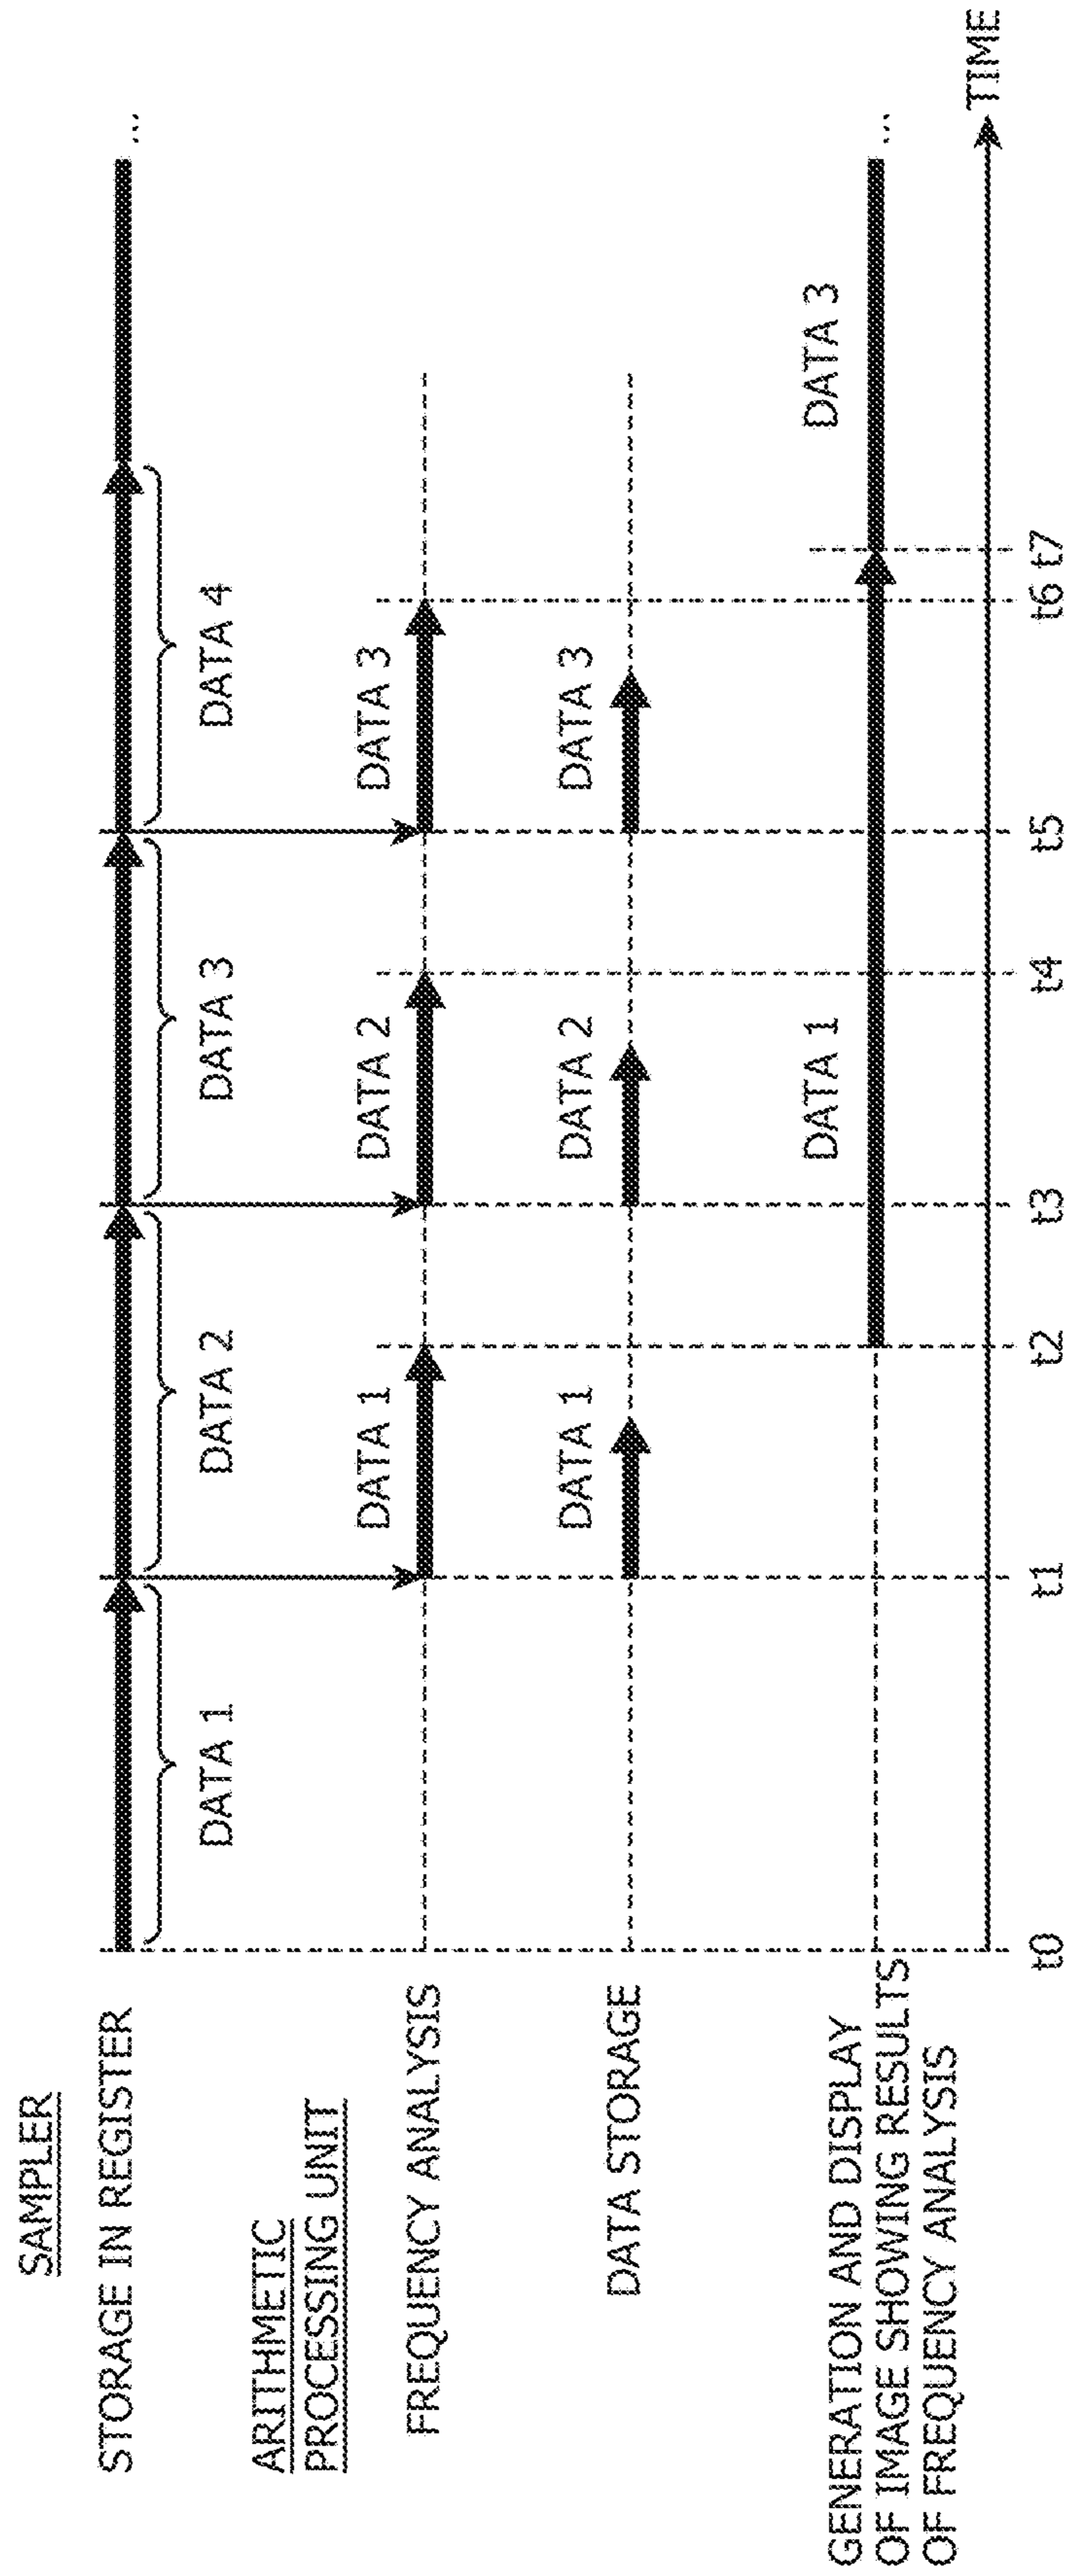 SAMPLER
STORAGE IN REGISTER
...
DATA 1
DATA 2
DATA 3
DATA 4
ARITHMETIC
PROCESSING UNIT
FREQUENCY ANALYSIS
DATA 1
DATA 2
DATA 3
DATA STORAGE
DATA 1
DATA 2
DATA 3
GENERATION AND DISPLAY
OF IMAGE SHOWING RESULTS
OF FREQUENCY ANALYSIS
DATA 1
DATA 3
...
TIME
t0 t1 t2 t3 t4 t5 t6 t7